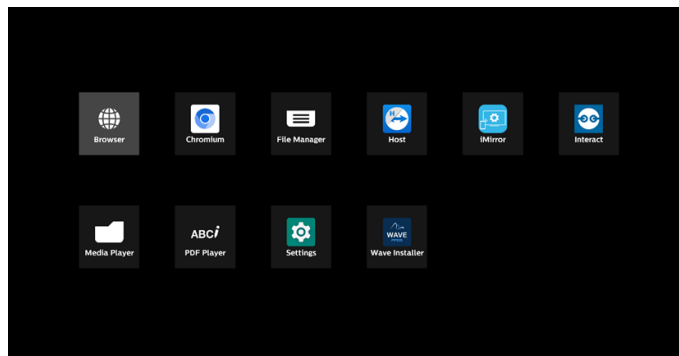 Browser
Chromium
File Manager
H
Host
iMirror
Interact
Media Player
ABCi
PDF Player
Settings
WAVE
Wave Installer